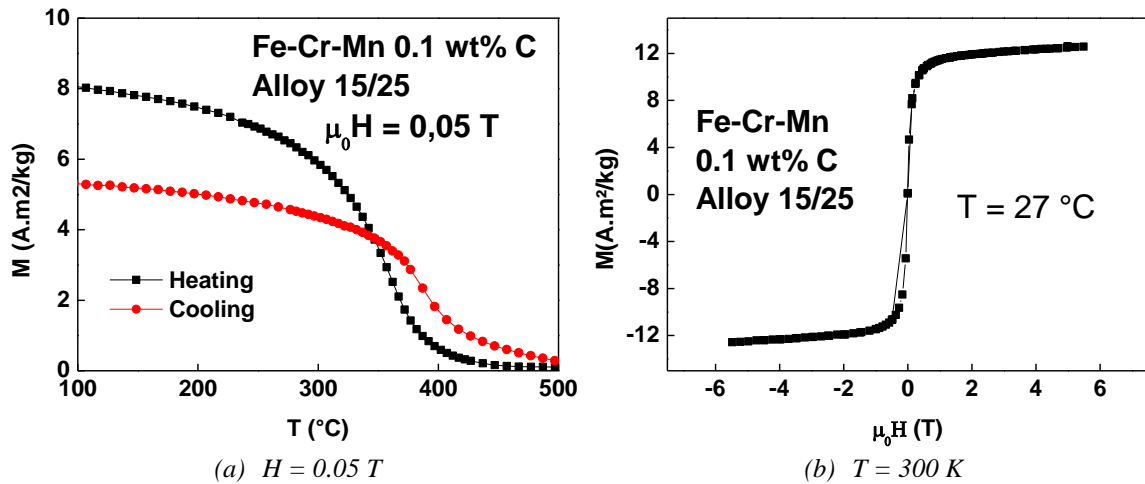 10
8
6
4
2
0
M (A.m2/kg)
Fe-Cr-Mn 0.1 wt% C
Alloy 15/25
μ₀H = 0,05 T
Heating
Cooling
100 200 300 400 500
T (°C)
(a) H = 0.05 T
12
8
4
0
-4
-8
-12
M(A.m²/kg)
Fe-Cr-Mn
0.1 wt% C
Alloy 15/25
T = 27 °C
-6 -4 -2 0 2 4 6
μ₀H (T)
(b) T = 300 K